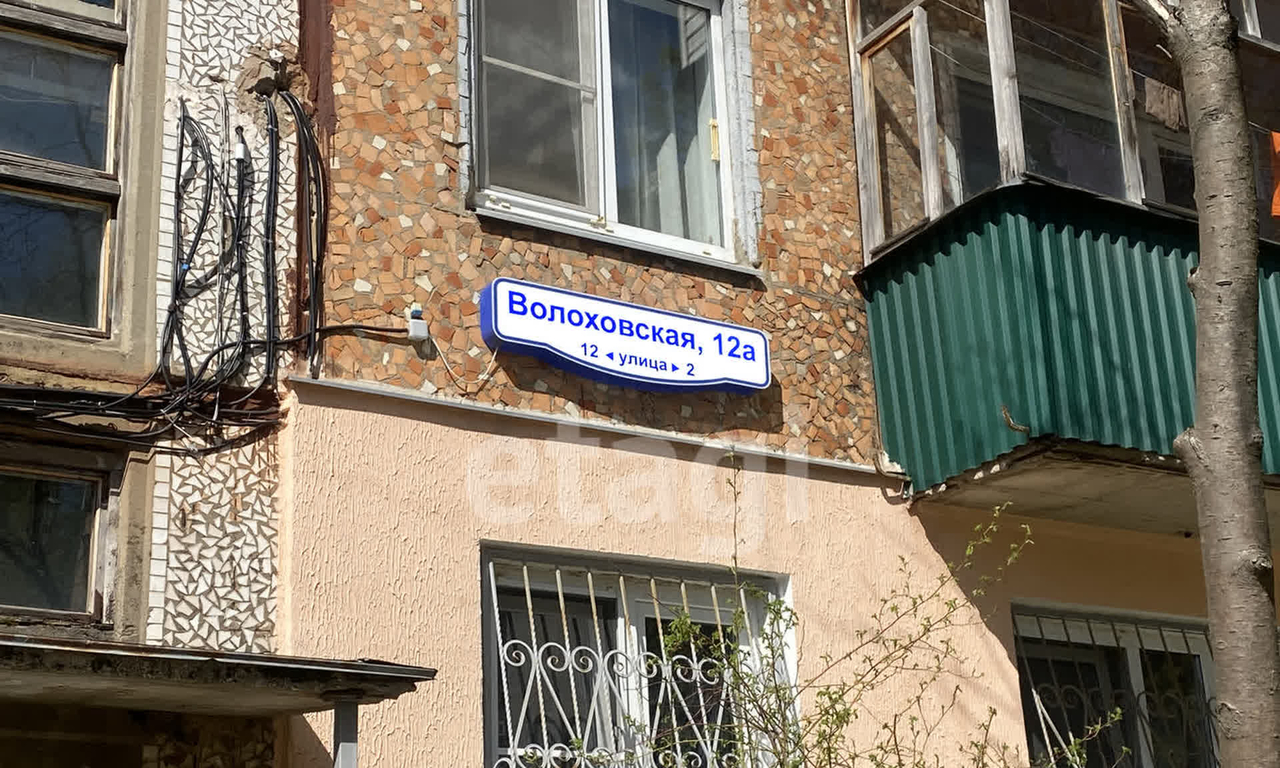 Волоховская, 12а
12 ◂ улица ▸ 2
etagi